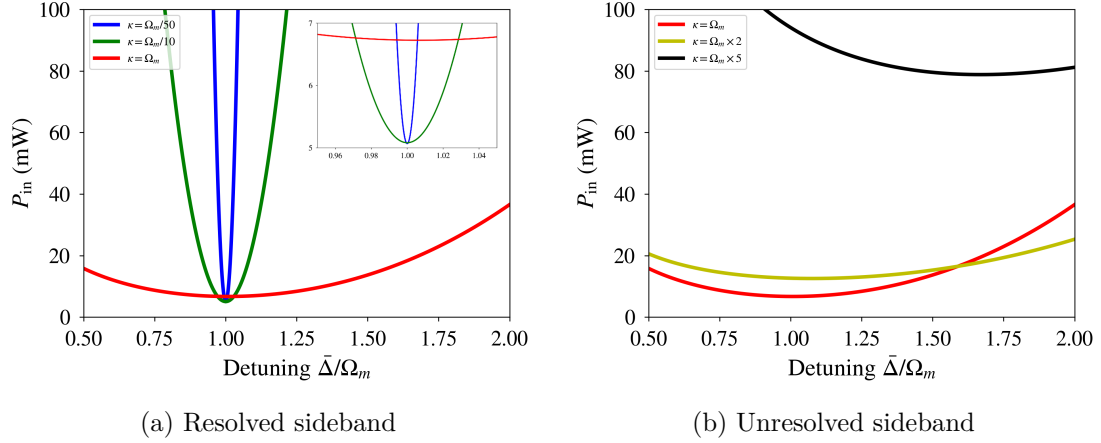 100
80
60
40
20
0
P_in (mW)
κ = Ω_m/50
κ = Ω_m/10
κ = Ω_m
7
6
5
0.96 0.98 1.00 1.02 1.04
0.50 0.75 1.00 1.25 1.50 1.75 2.00
Detuning Δ̄/Ω_m
(a) Resolved sideband
100
80
60
40
20
0
P_in (mW)
κ = Ω_m
κ = Ω_m × 2
κ = Ω_m × 5
0.50 0.75 1.00 1.25 1.50 1.75 2.00
Detuning Δ̄/Ω_m
(b) Unresolved sideband